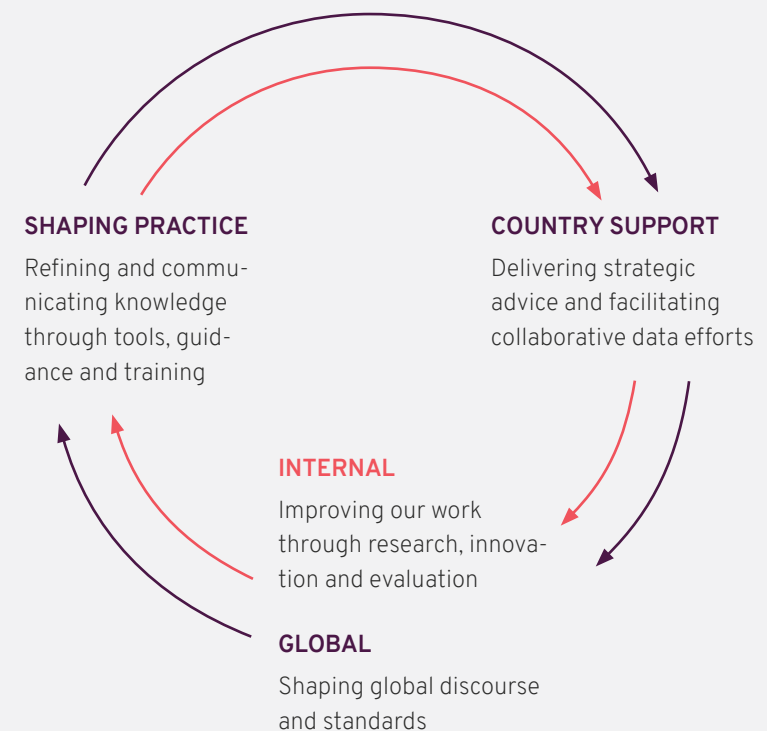 SHAPING PRACTICE
Refining and commu-
nicating knowledge
through tools, guid-
ance and training
COUNTRY SUPPORT
Delivering strategic
advice and facilitating
collaborative data efforts
INTERNAL
Improving our work
through research, innova-
tion and evaluation
GLOBAL
Shaping global discourse
and standards